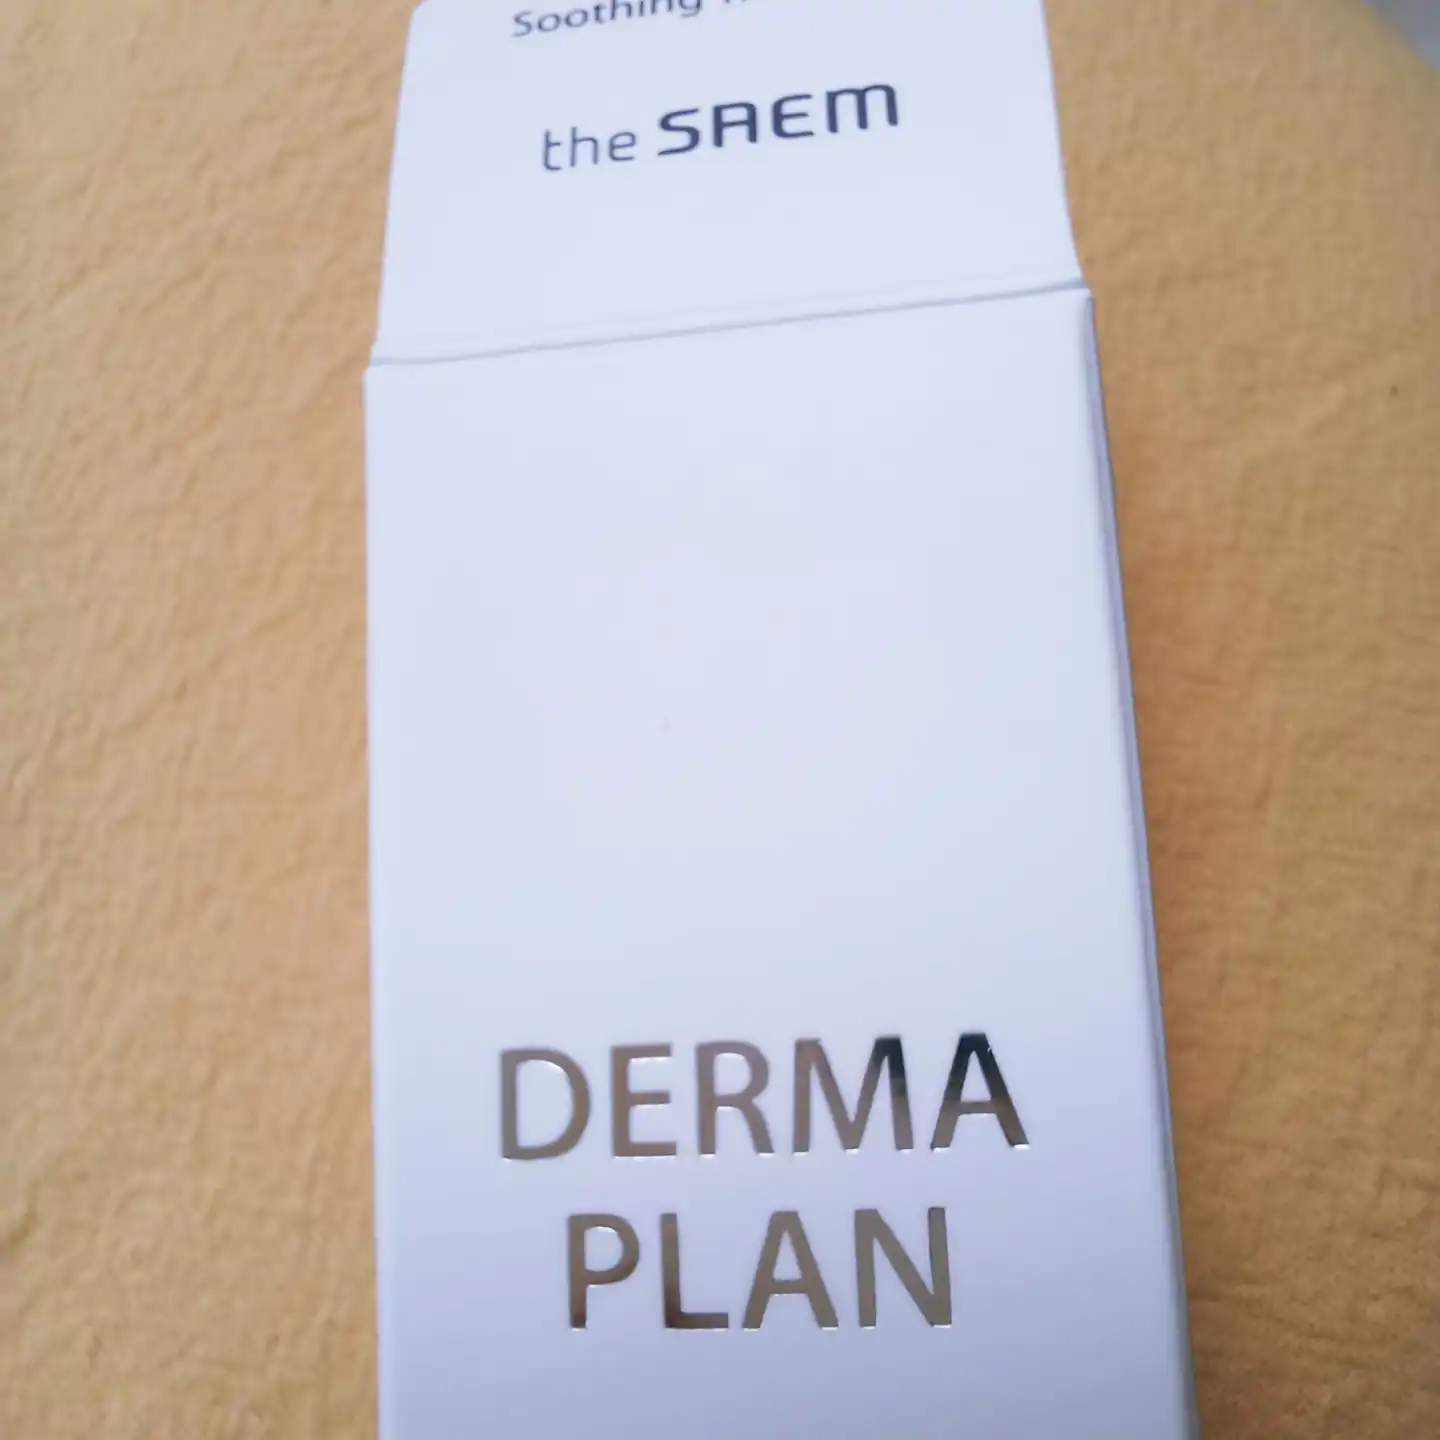 Soothing
the SAEM
DERMA
PLAN